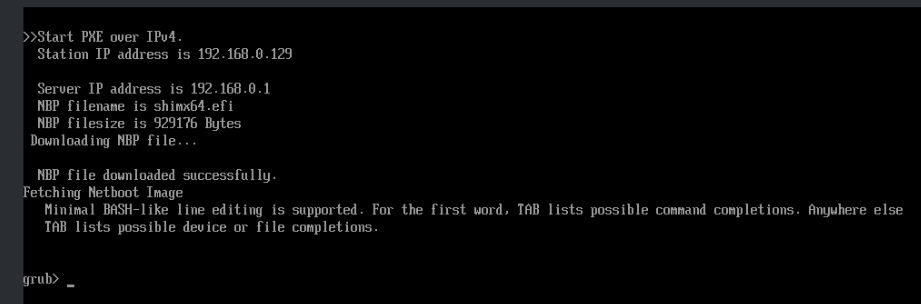 >>Start PXE over IPv4.
Station IP address is 192.168.0.129
Server IP address is 192.168.0.1
NBP filename is shimx64.efi
NBP filesize is 929176 Bytes
Downloading NBP file...
NBP file downloaded successfully.
Fetching Netboot Image
Minimal BASH-like line editing is supported. For the first word, TAB lists possible command completions. Anywhere else
TAB lists possible device or file completions.
grub> _